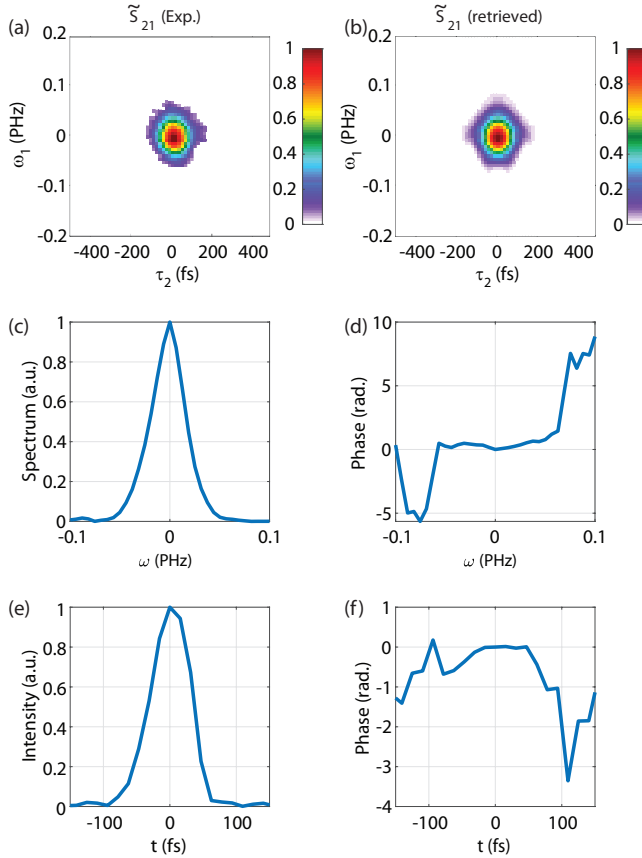 S̃₂₁ (Exp.)
S̃₂₁ (retrieved)
(a)
0.2
0.1
0
-0.1
-0.2
ω₁ (PHz)
-400 -200 0 200 400
τ₂ (fs)
1
0.8
0.6
0.4
0.2
0
(b)
0.2
0.1
0
-0.1
-0.2
ω₁ (PHz)
-400 -200 0 200 400
τ₂ (fs)
1
0.8
0.6
0.4
0.2
0
(c)
1
0.8
0.6
0.4
0.2
0
Spectrum (a.u.)
-0.1 0 0.1
ω (PHz)
(d)
10
5
0
-5
Phase (rad.)
-0.1 0 0.1
ω (PHz)
(e)
1
0.8
0.6
0.4
0.2
0
Intensity (a.u.)
-100 0 100
t (fs)
(f)
1
0
-1
-2
-3
-4
Phase (rad.)
-100 0 100
t (fs)